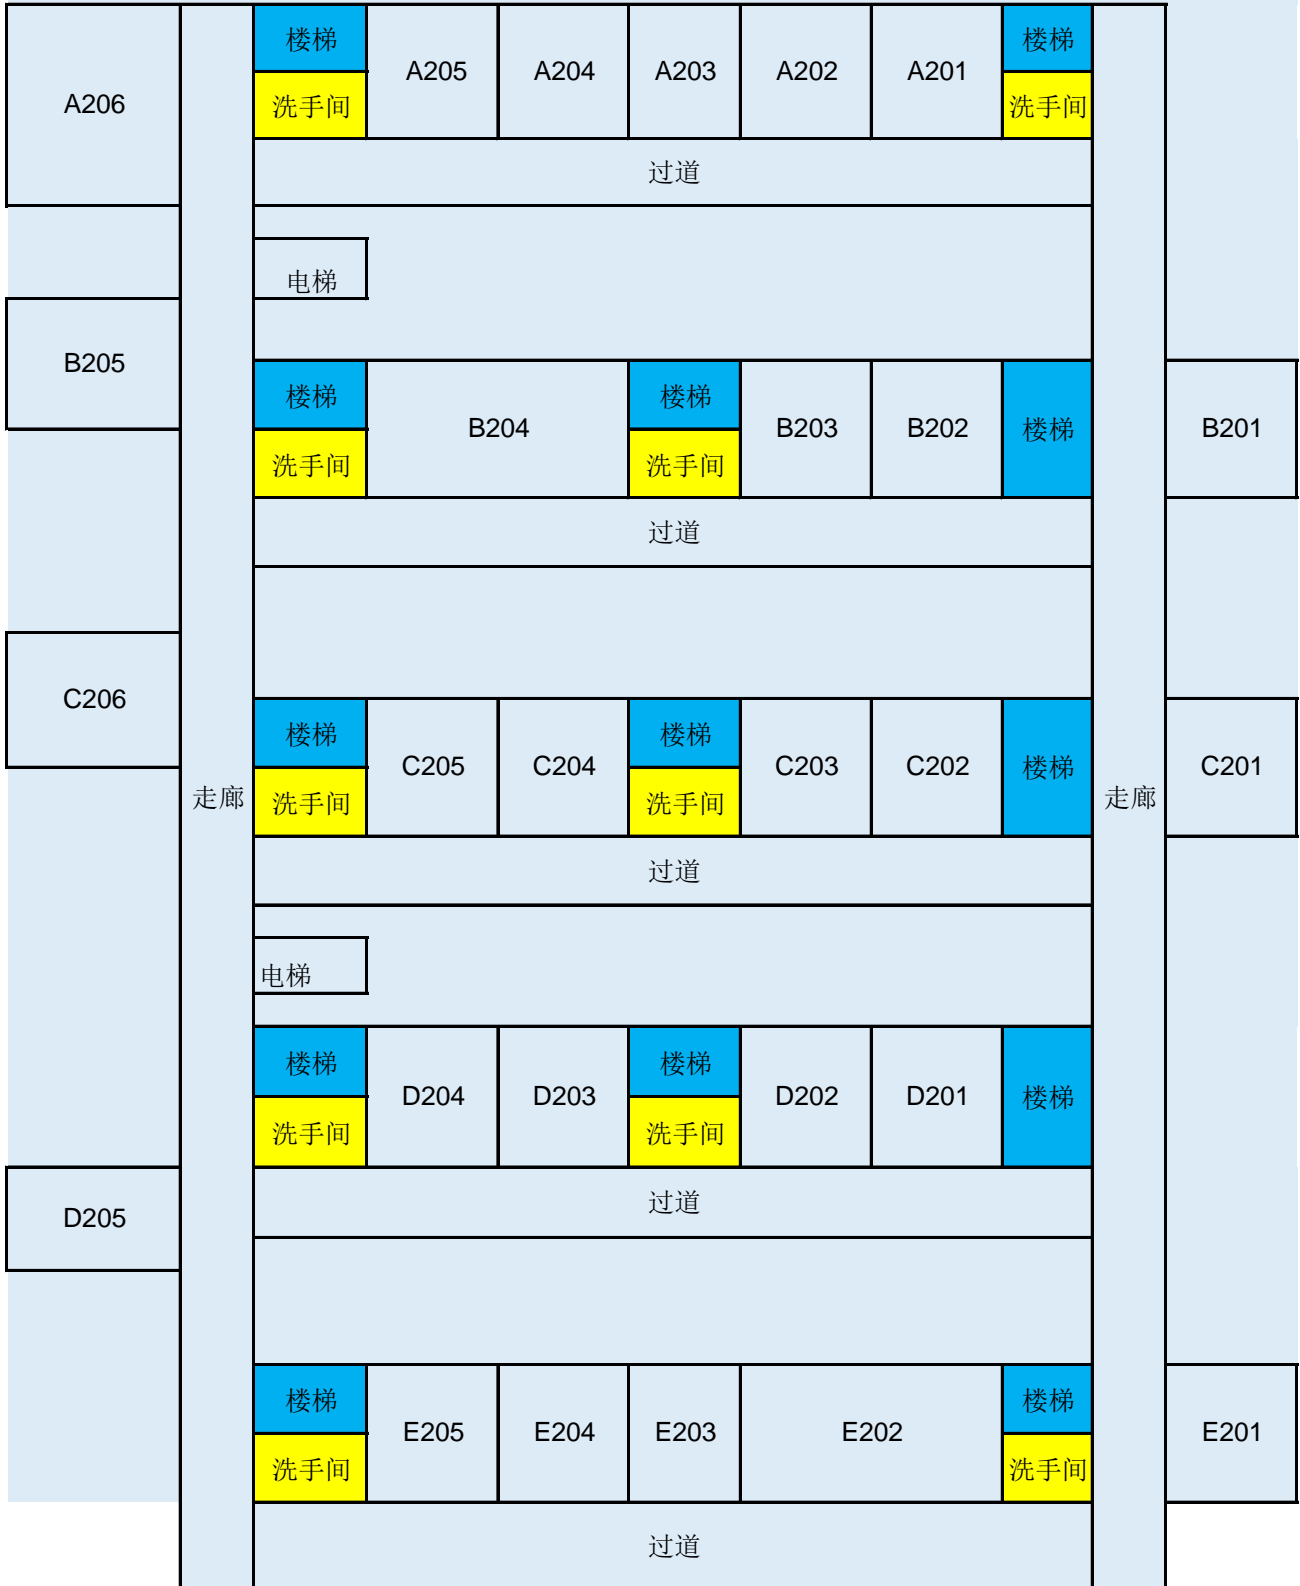 楼梯
楼梯
A206
A205
A204
A203
A202
A201
洗手间
洗手间
过道
电梯
B205
楼梯
楼梯
B204
B203
B202
楼梯
B201
洗手间
洗手间
过道
C206
楼梯
楼梯
C205
C204
C203
C202
楼梯
C201
走廊
洗手间
洗手间
走廊
过道
电梯
楼梯
楼梯
D204
D203
D202
D201
楼梯
洗手间
洗手间
D205
过道
楼梯
楼梯
E205
E204
E203
E202
E201
洗手间
洗手间
过道